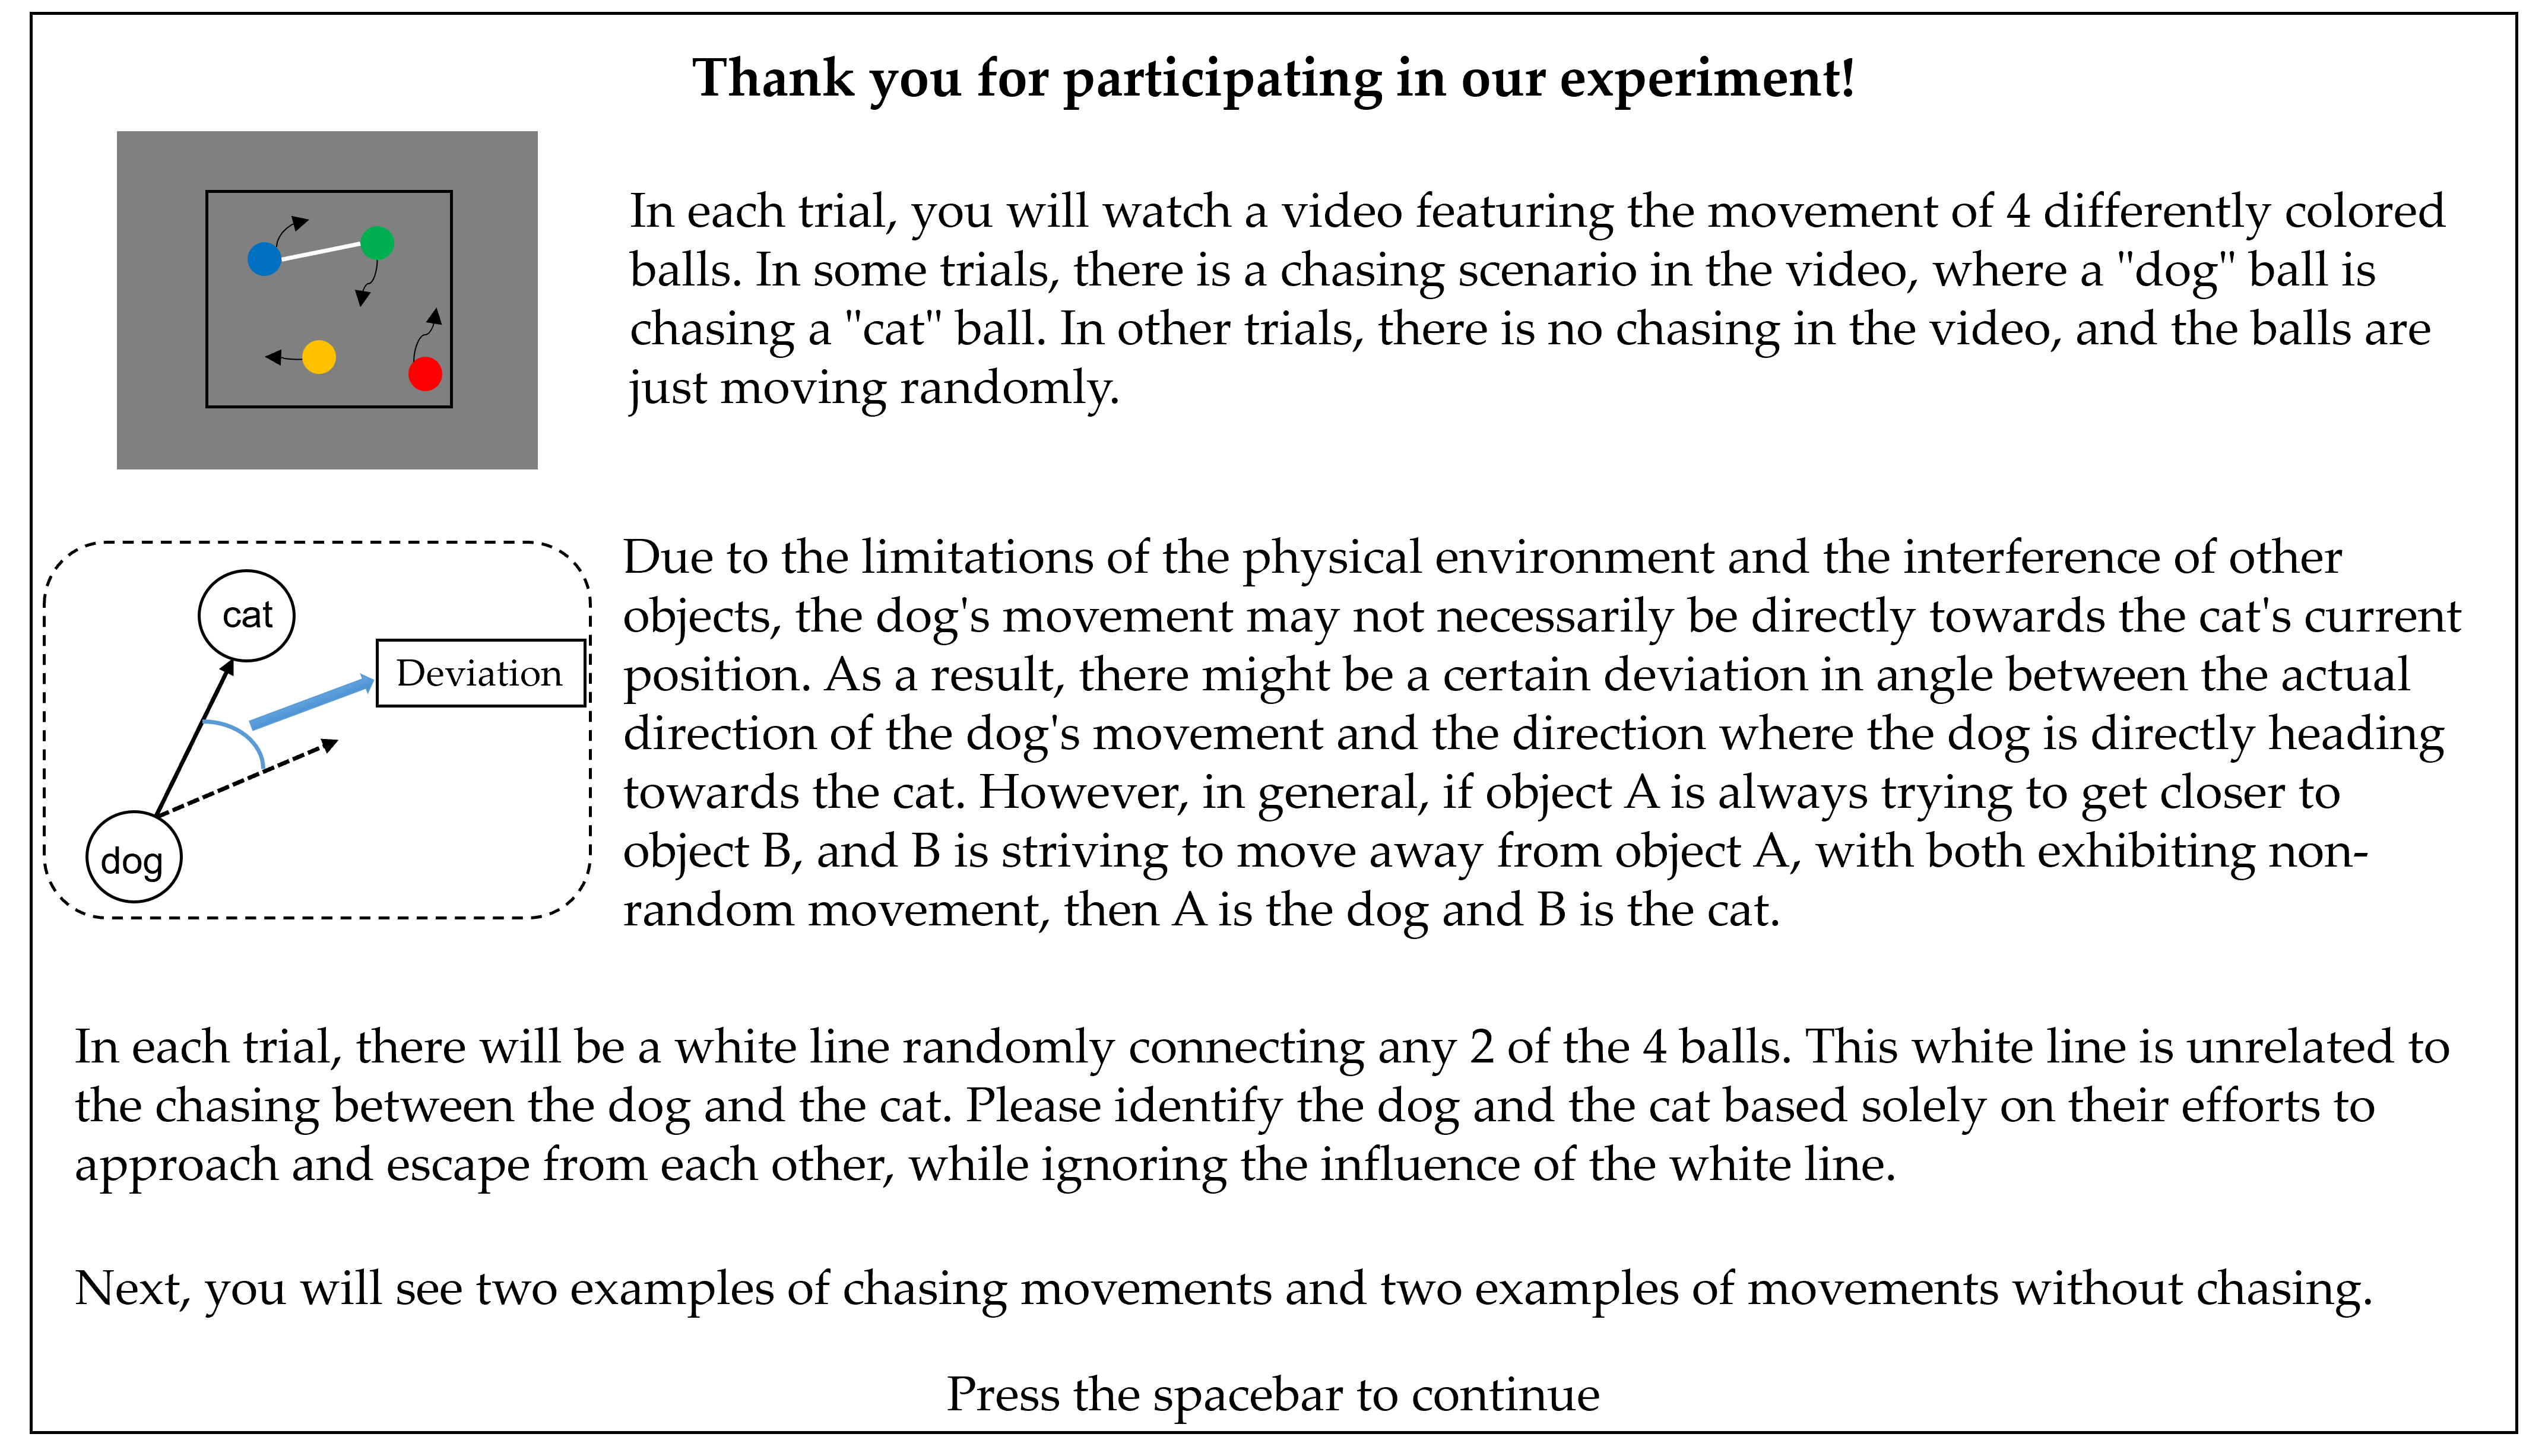 Thank you for participating in our experiment!
In each trial, you will watch a video featuring the movement of 4 differently colored
balls. In some trials, there is a chasing scenario in the video, where a "dog" ball is
chasing a "cat" ball. In other trials, there is no chasing in the video, and the balls are
just moving randomly.
cat
Deviation
dog
Due to the limitations of the physical environment and the interference of other
objects, the dog's movement may not necessarily be directly towards the cat's current
position. As a result, there might be a certain deviation in angle between the actual
direction of the dog's movement and the direction where the dog is directly heading
towards the cat. However, in general, if object A is always trying to get closer to
object B, and B is striving to move away from object A, with both exhibiting non-
random movement, then A is the dog and B is the cat.
In each trial, there will be a white line randomly connecting any 2 of the 4 balls. This white line is unrelated to
the chasing between the dog and the cat. Please identify the dog and the cat based solely on their efforts to
approach and escape from each other, while ignoring the influence of the white line.
Next, you will see two examples of chasing movements and two examples of movements without chasing.
Press the spacebar to continue